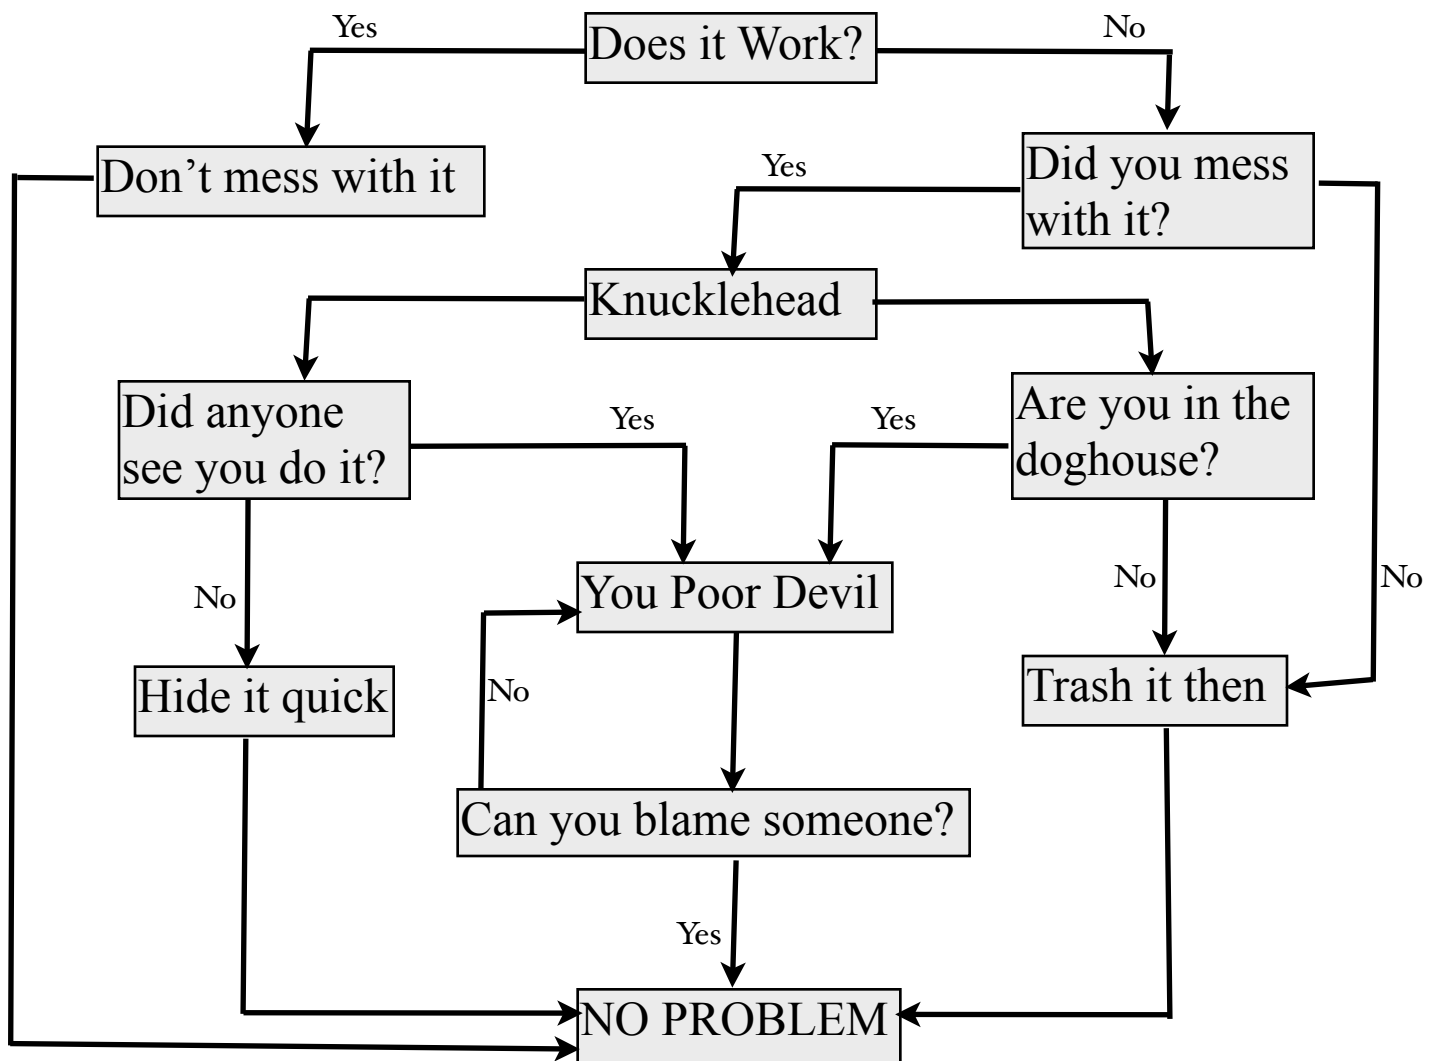 Yes
Does it Work?
No
Don't mess with it
Yes
Did you mess
with it?
Knucklehead
Did anyone
see you do it?
Yes
Yes
Are you in the
doghouse?
No
You Poor Devil
No
No
Hide it quick
No
Trash it then
Can you blame someone?
Yes
NO PROBLEM